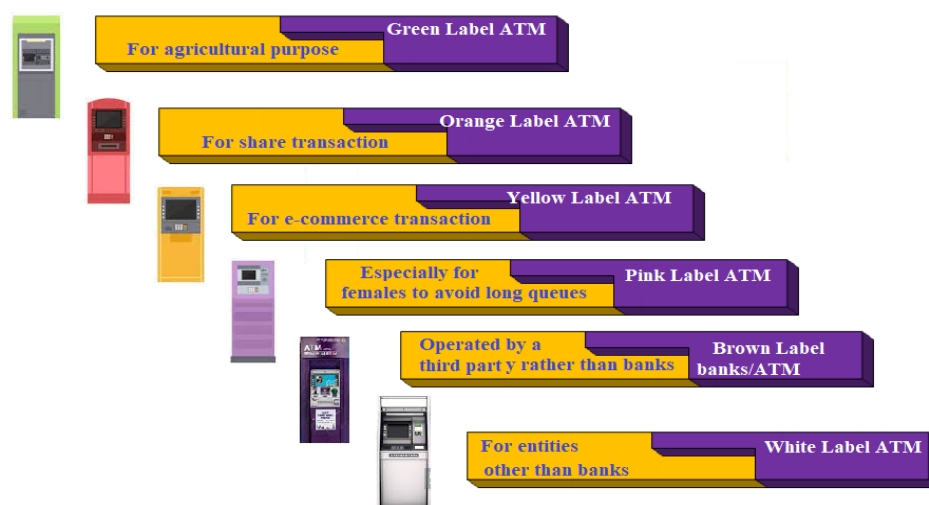 Green Label ATM
For agricultural purpose
Orange Label ATM
For share transaction
Yellow Label ATM
For e-commerce transaction
Especially for
females to avoid long queues
Pink Label ATM
Operated by a
third part y rather than banks
Brown Label
banks/ATM
For entities
other than banks
White Label ATM
ATM